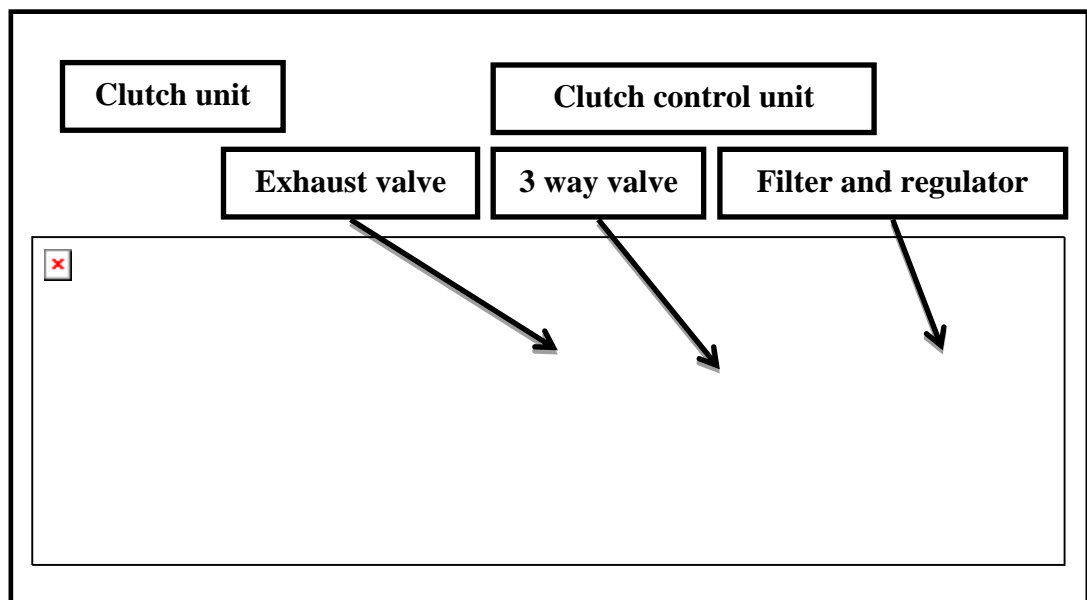 Clutch unit
Clutch control unit
Exhaust valve
3 way valve
Filter and regulator